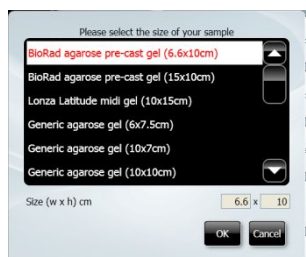 Please select the size of your sample
BioRad agarose pre-cast gel (6.6x10cm)
BioRad agarose pre-cast gel (15x10cm)
Lonza Latitude midi gel (10x15cm)
Generic agarose gel (6x7.5cm)
Generic agarose gel (10x7cm)
Generic agarose gel (10x10cm)
Size (w x h) cm 6.6 x 10
OK Cancel